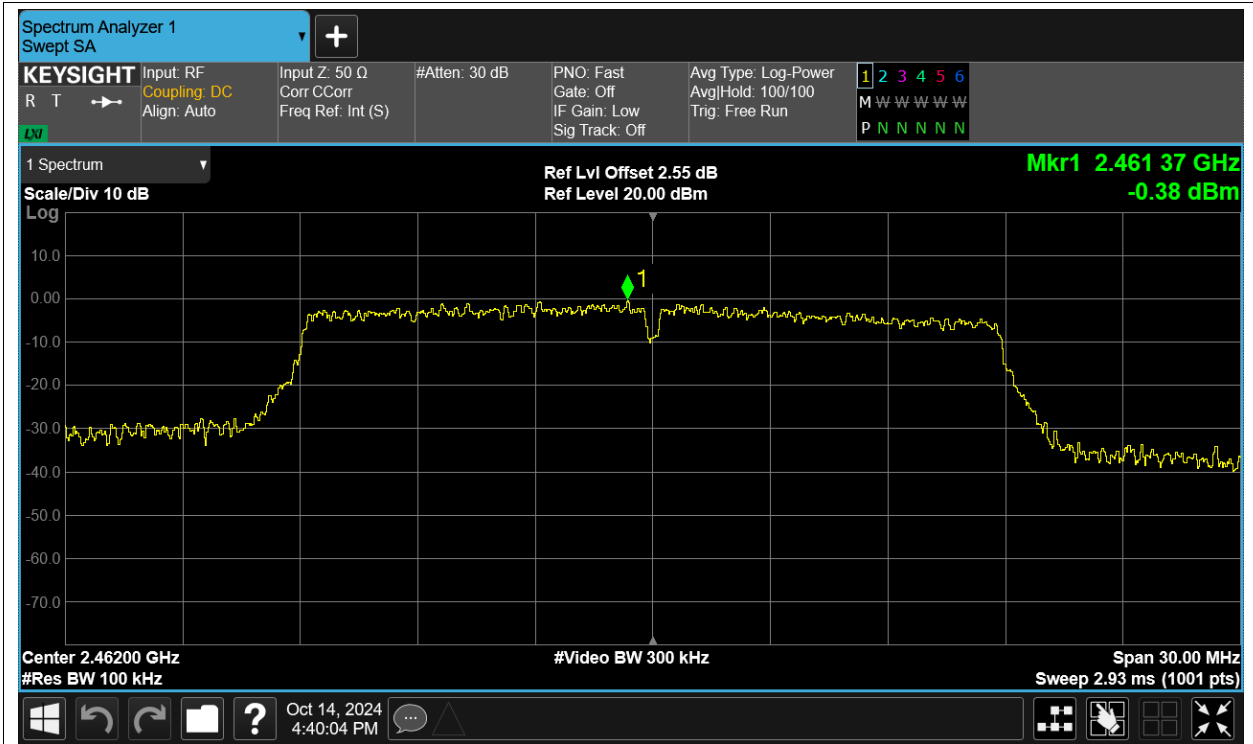 Spectrum Analyzer 1
Swept SA
+
KEYSIGHT
R T
LXI
Input: RF
Coupling: DC
Align: Auto
Input Z: 50 Ω
Corr CCorr
Freq Ref: Int (S)
#Atten: 30 dB
PNO: Fast
Gate: Off
IF Gain: Low
Sig Track: Off
Avg Type: Log-Power
Avg|Hold: 100/100
Trig: Free Run
1 2 3 4 5 6
M W W W W W
P N N N N N
1 Spectrum
Scale/Div 10 dB
Log
Ref Lvl Offset 2.55 dB
Ref Level 20.00 dBm
Mkr1 2.461 37 GHz
-0.38 dBm
1
10.0
0.00
-10.0
-20.0
-30.0
-40.0
-50.0
-60.0
-70.0
Center 2.46200 GHz
#Res BW 100 kHz
#Video BW 300 kHz
Span 30.00 MHz
Sweep 2.93 ms (1001 pts)
?
Oct 14, 2024
4:40:04 PM